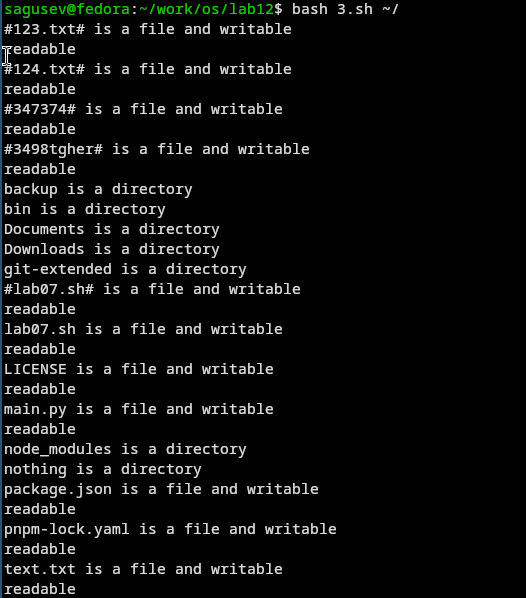 sagusev@fedora:~/work/os/lab12$ bash 3.sh ~/
#123.txt# is a file and writable
readable
#124.txt# is a file and writable
readable
#347374# is a file and writable
readable
#3498tgher# is a file and writable
readable
backup is a directory
bin is a directory
Documents is a directory
Downloads is a directory
git-extended is a directory
#lab07.sh# is a file and writable
readable
lab07.sh is a file and writable
readable
LICENSE is a file and writable
readable
main.py is a file and writable
readable
node_modules is a directory
nothing is a directory
package.json is a file and writable
readable
pnpm-lock.yaml is a file and writable
readable
text.txt is a file and writable
readable